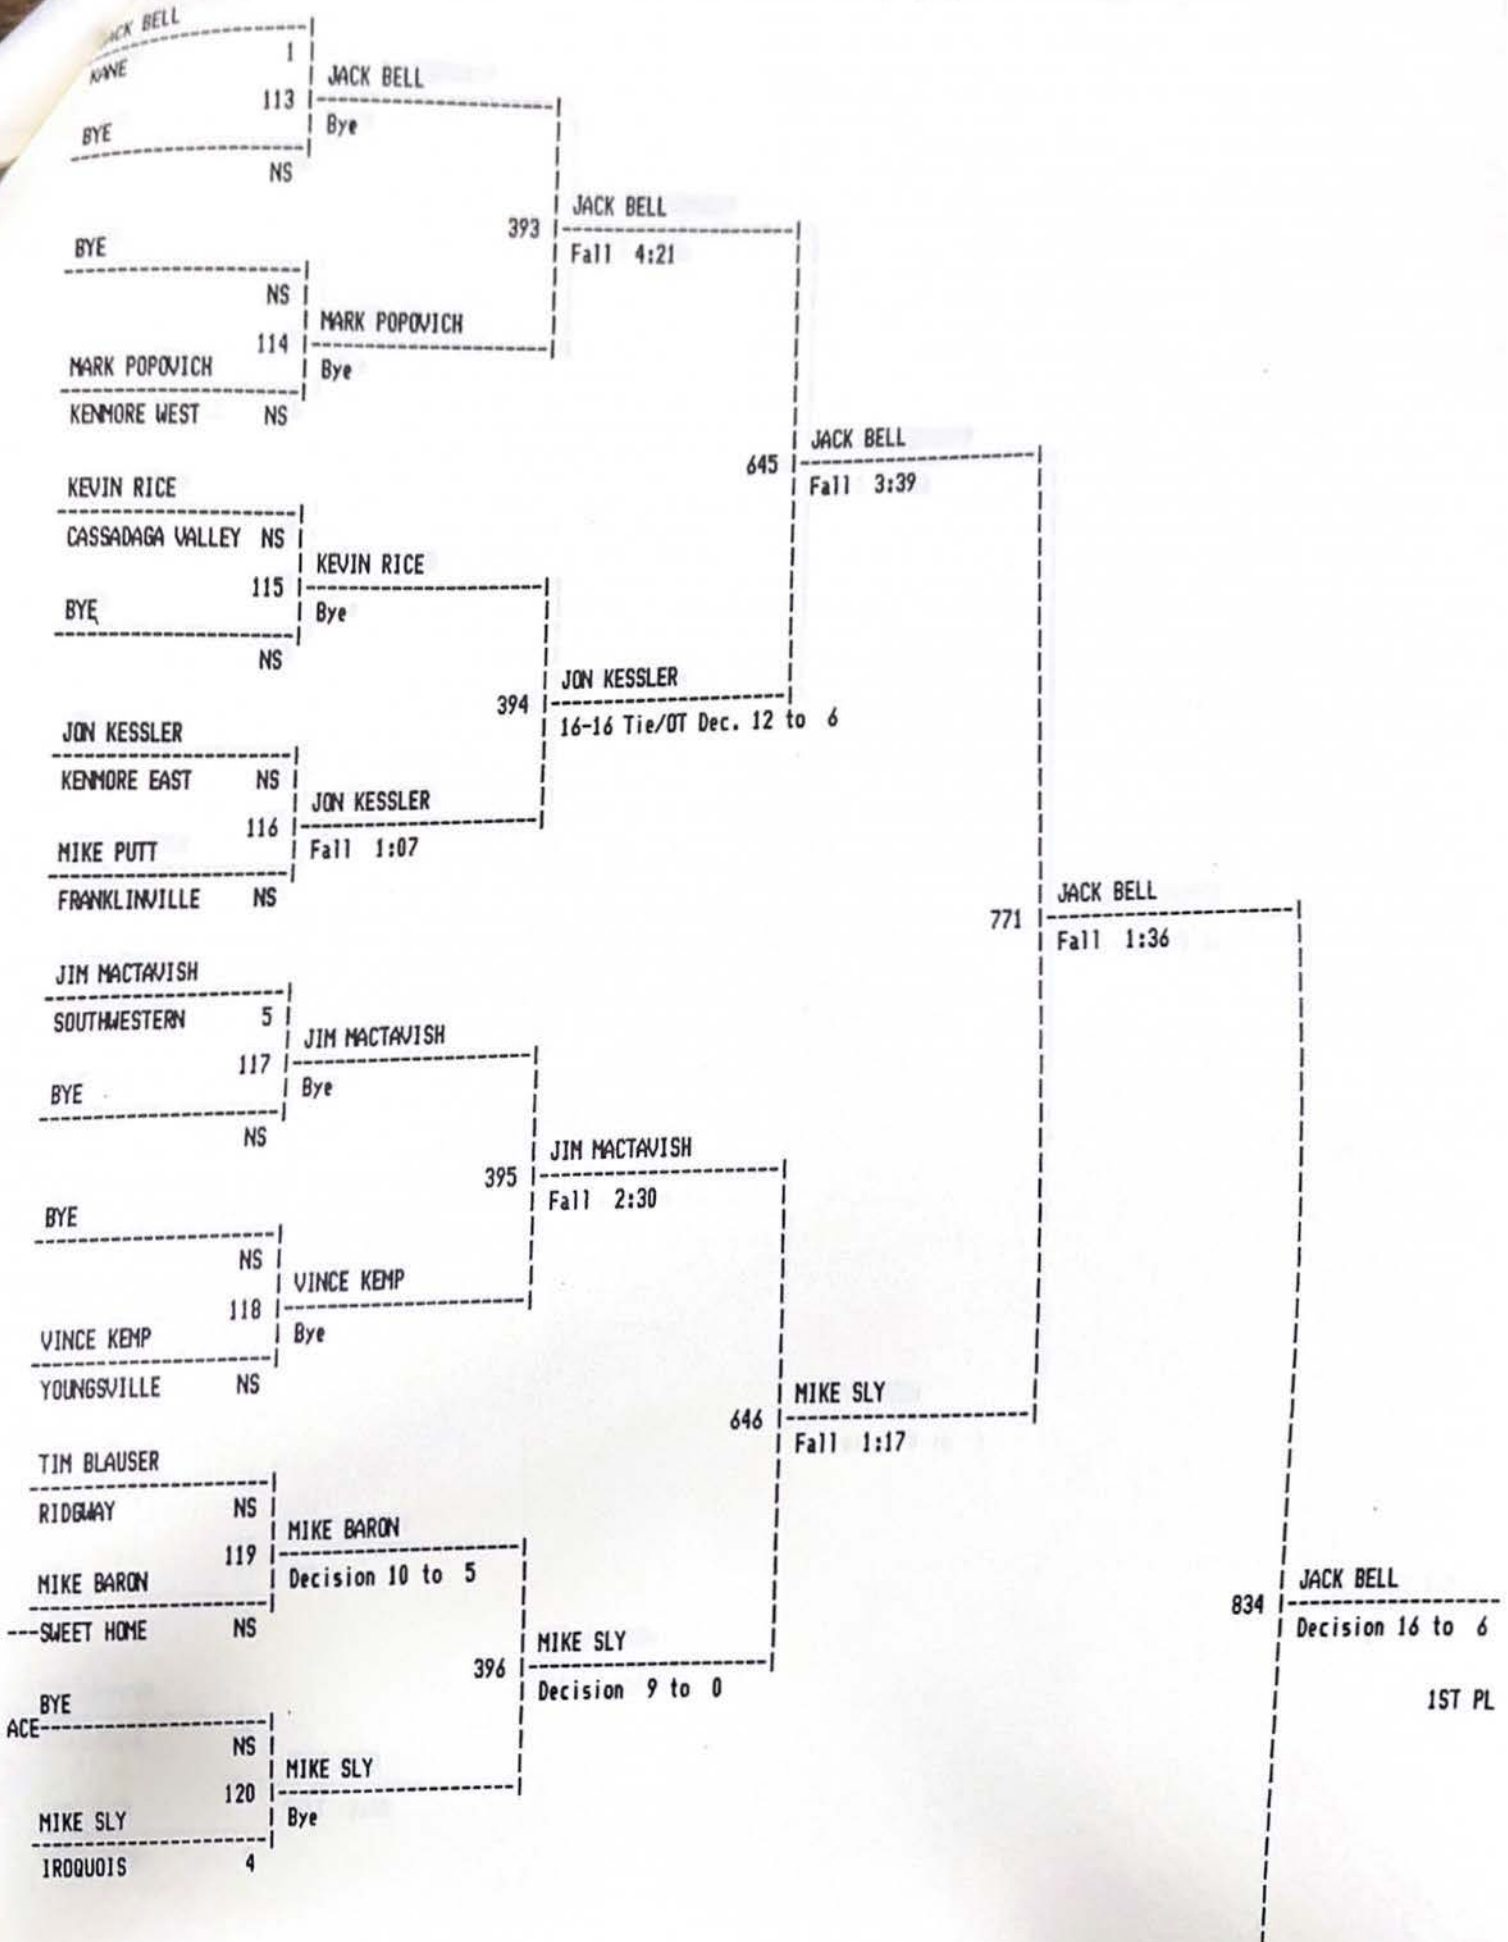 JACK BELL
1
KANE
JACK BELL
113
Bye
BYE
NS
JACK BELL
393
Fall 4:21
BYE
NS
MARK POPOVICH
114
MARK POPOVICH
Bye
KENMORE WEST NS
JACK BELL
645
Fall 3:39
KEVIN RICE
CASSADAGA VALLEY NS
KEVIN RICE
115
BYE
Bye
NS
JON KESSLER
394
16-16 Tie/OT Dec. 12 to 6
JON KESSLER
KENMORE EAST NS
JON KESSLER
116
MIKE PUTT
Fall 1:07
FRANKLINVILLE NS
JACK BELL
771
Fall 1:36
JIM MACTAVISH
SOUTHWESTERN 5
JIM MACTAVISH
117
BYE
Bye
NS
JIM MACTAVISH
395
Fall 2:30
BYE
NS
VINCE KEMP
118
VINCE KEMP
Bye
YOUNGSVILLE NS
MIKE SLY
646
Fall 1:17
TIM BLAUSER
RIDGWAY NS
MIKE BARON
119
MIKE BARON
Decision 10 to 5
---SWEET HOME NS
JACK BELL
834
Decision 16 to 6
MIKE SLY
396
Decision 9 to 0
1ST PL
BYE
ACE
NS
MIKE SLY
120
MIKE SLY
Bye
IROQUOIS 4